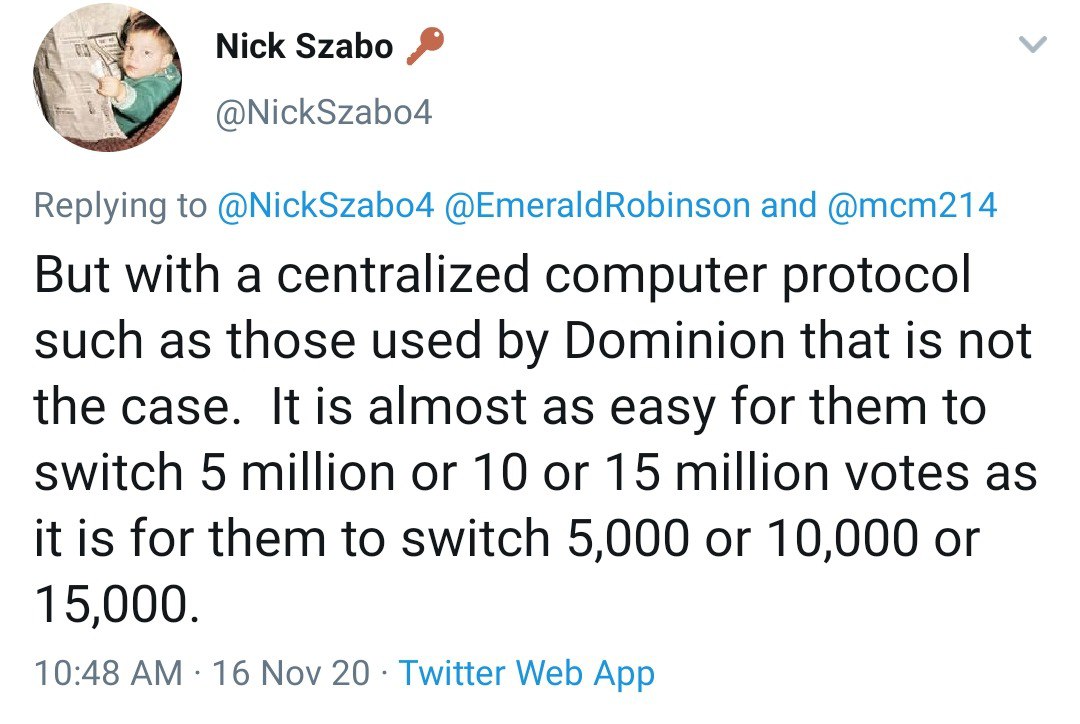 Nick Szabo
@NickSzabo4
Replying to @NickSzabo4 @EmeraldRobinson and @mcm214
But with a centralized computer protocol
such as those used by Dominion that is not
the case.  It is almost as easy for them to
switch 5 million or 10 or 15 million votes as
it is for them to switch 5,000 or 10,000 or
15,000.
10:48 AM · 16 Nov 20 · Twitter Web App